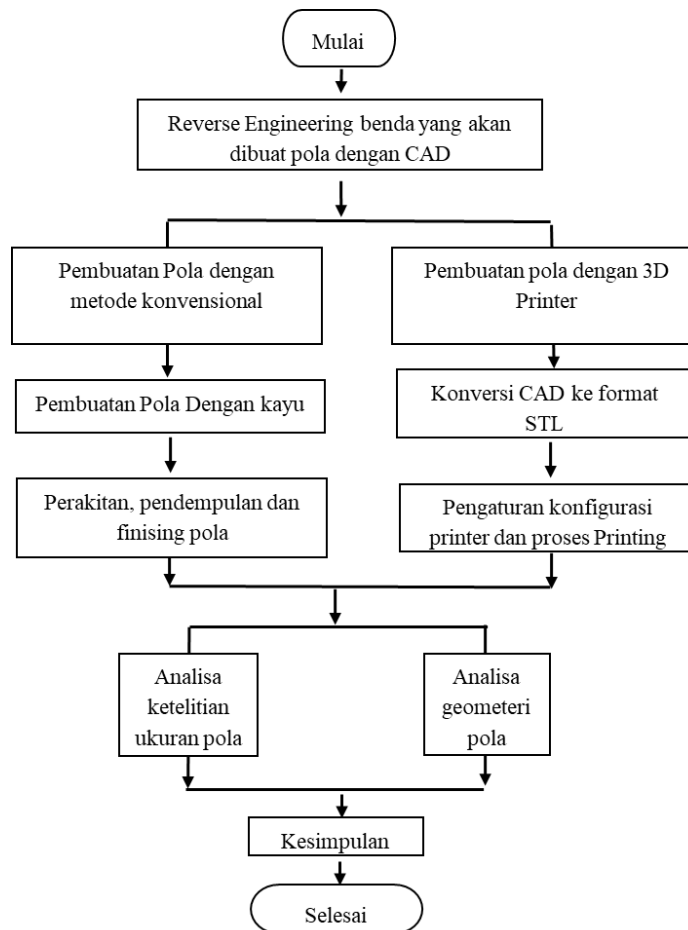 Mulai
Reverse Engineering benda yang akan
dibuat pola dengan CAD
Pembuatan Pola dengan
metode konvensional
Pembuatan pola dengan 3D
Printer
Pembuatan Pola Dengan kayu
Konversi CAD ke format
STL
Perakitan, pendempulan dan
finising pola
Pengaturan konfigurasi
printer dan proses Printing
Analisa
ketelitian
ukuran pola
Analisa
geometeri
pola
Kesimpulan
Selesai